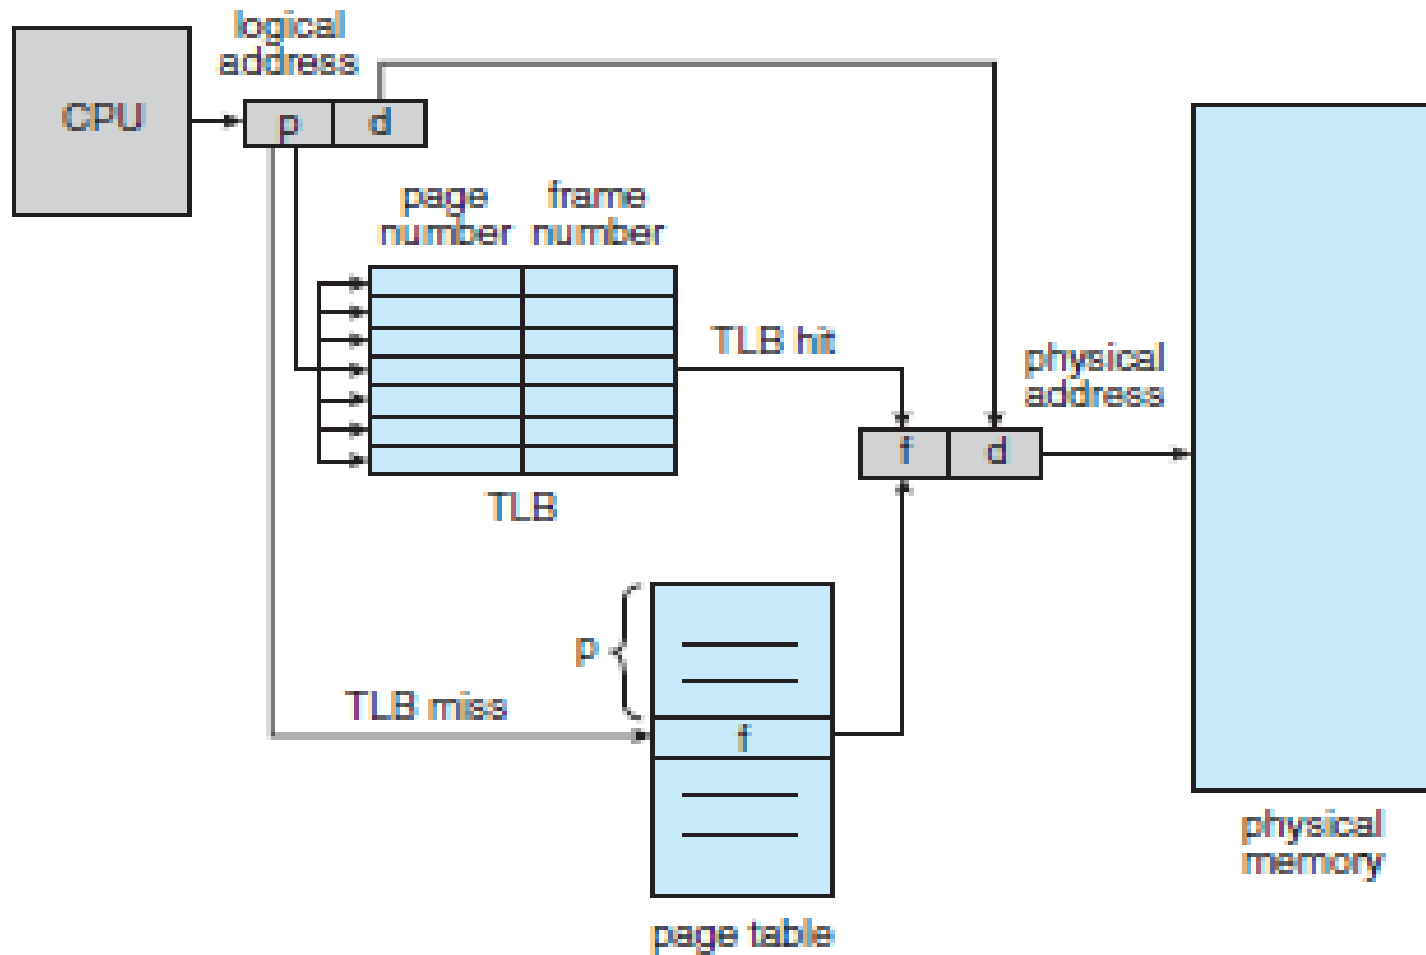 logical
address
CPU
p
d
page
number
frame
number
TLB hit
physical
address
f
d
TLB
p
TLB miss
f
physical
memory
page table